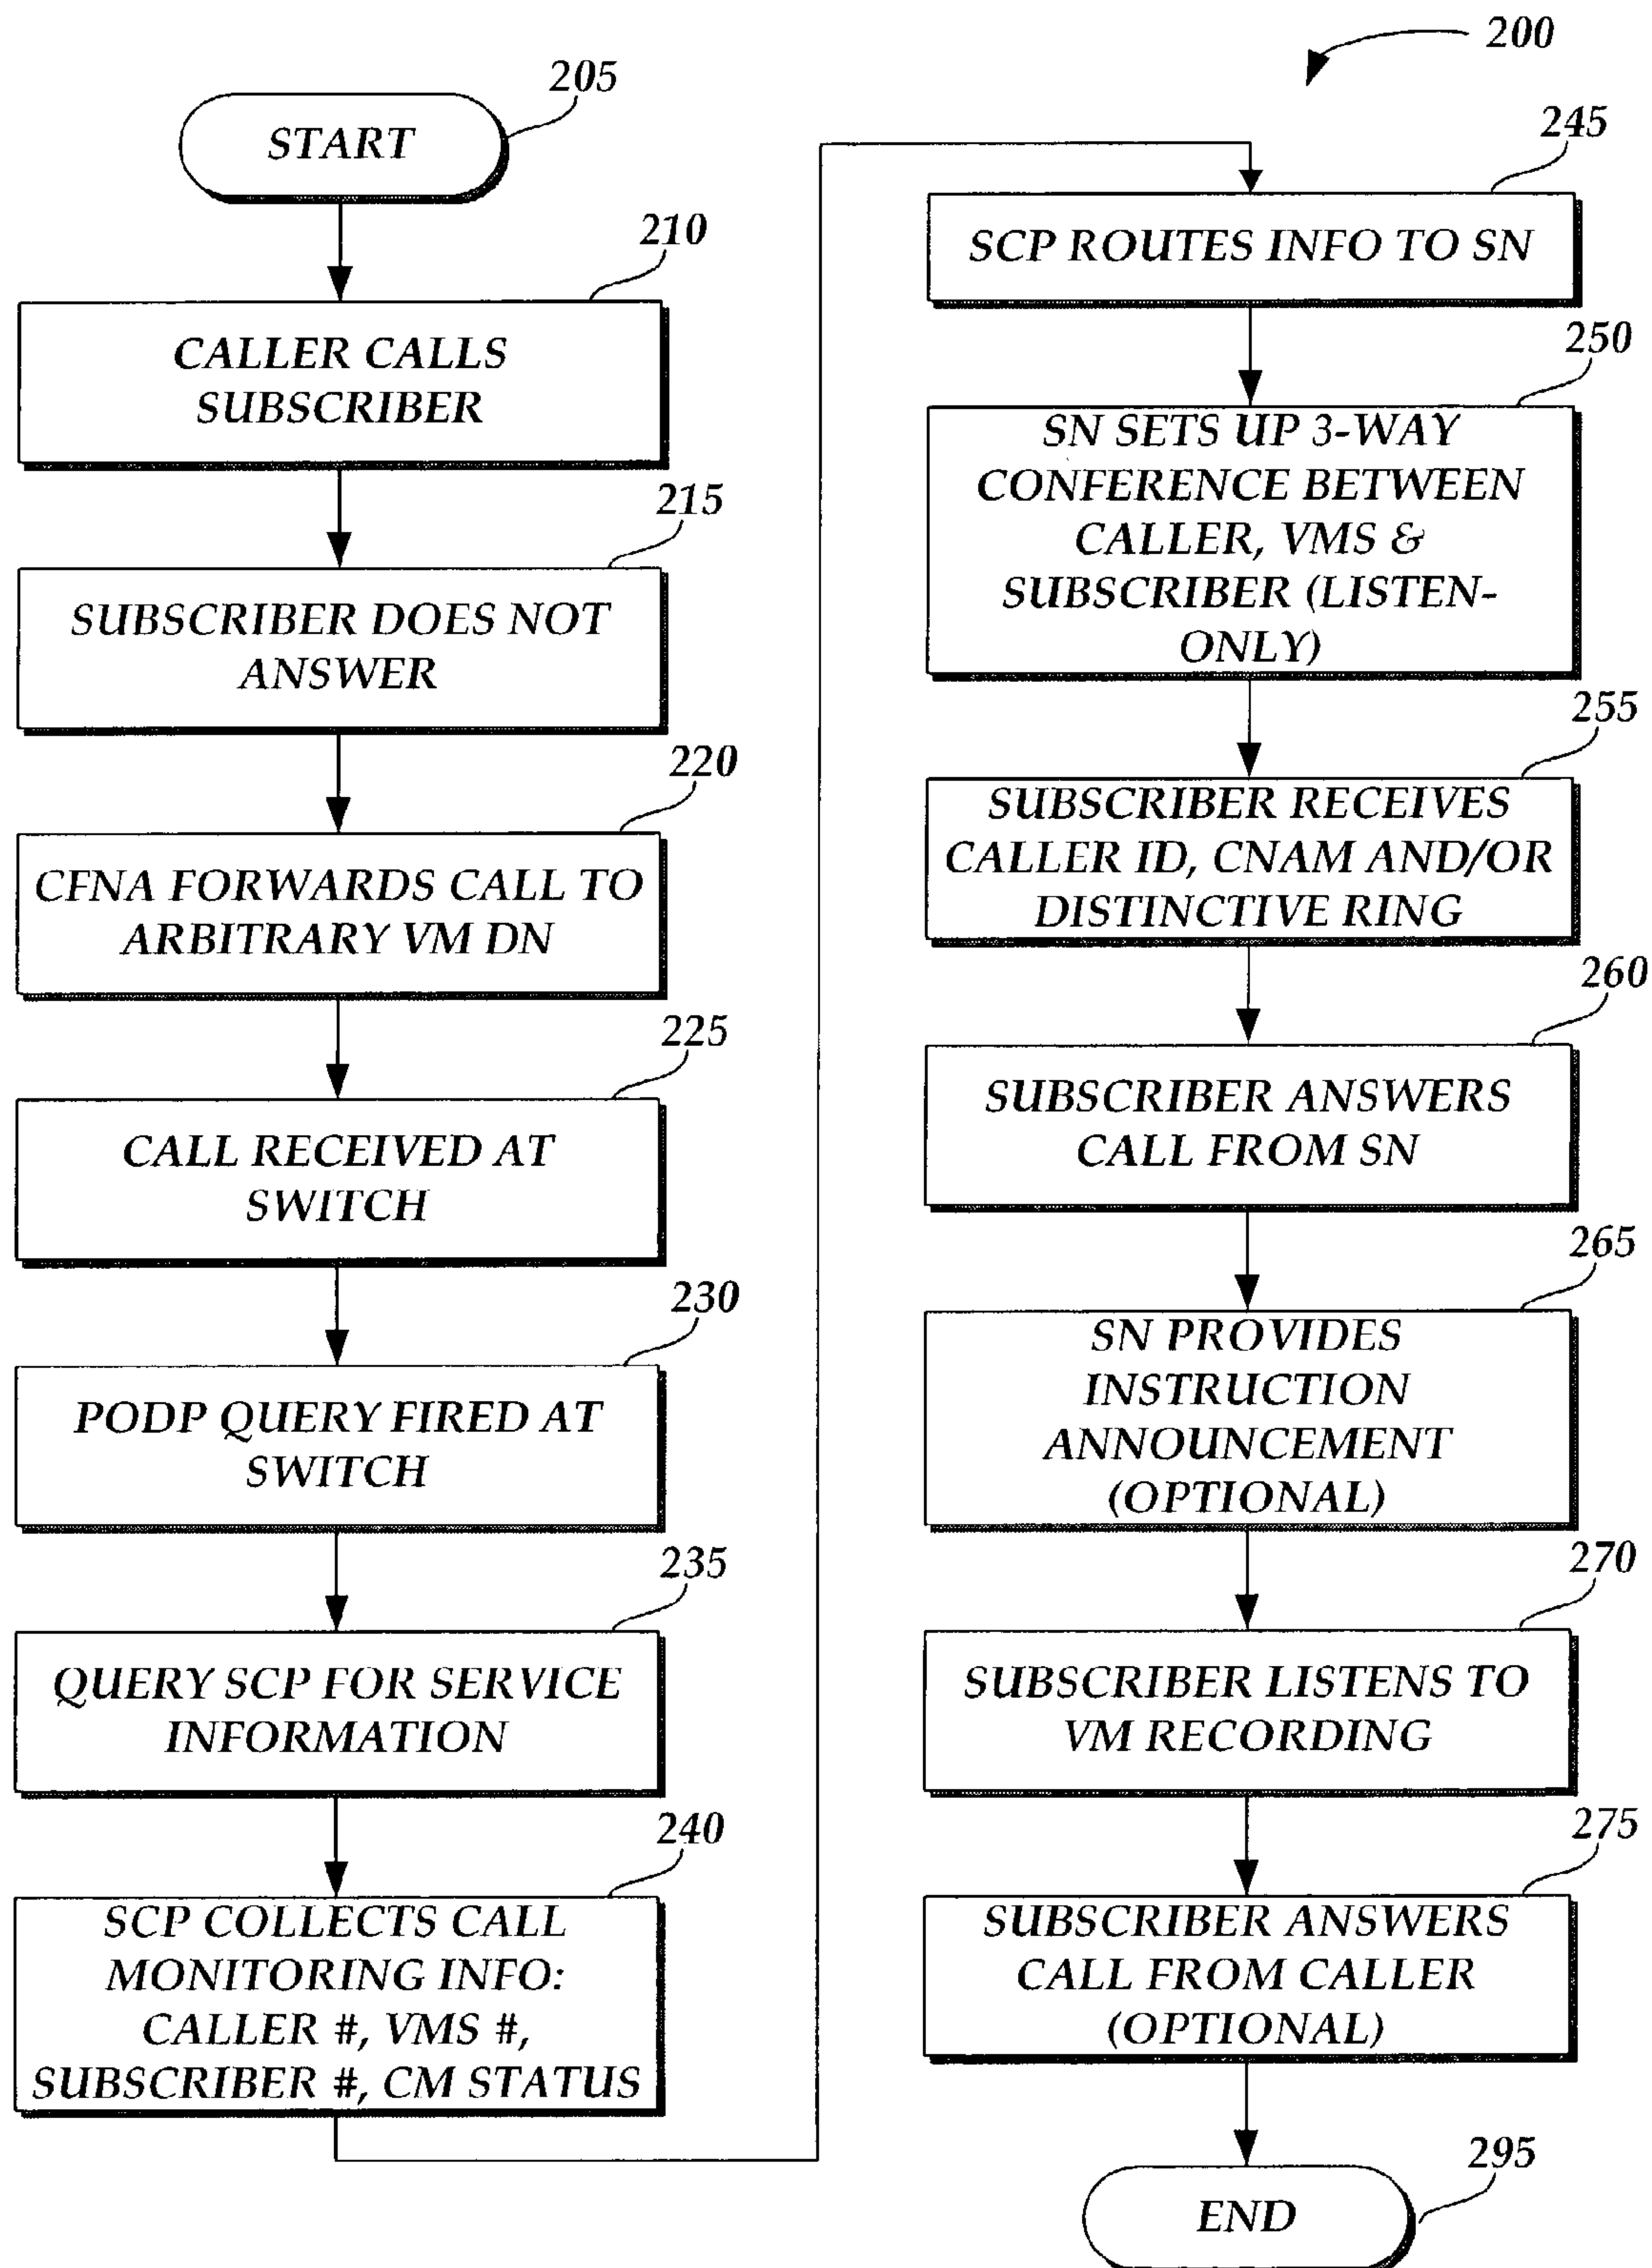 200
205
START
210
CALLER CALLS
SUBSCRIBER
215
SUBSCRIBER DOES NOT
ANSWER
220
CFNA FORWARDS CALL TO
ARBITRARY VM DN
225
CALL RECEIVED AT
SWITCH
230
PODP QUERY FIRED AT
SWITCH
235
QUERY SCP FOR SERVICE
INFORMATION
240
SCP COLLECTS CALL
MONITORING INFO:
CALLER #, VMS #,
SUBSCRIBER #, CM STATUS
245
SCP ROUTES INFO TO SN
250
SN SETS UP 3-WAY
CONFERENCE BETWEEN
CALLER, VMS &
SUBSCRIBER (LISTEN-
ONLY)
255
SUBSCRIBER RECEIVES
CALLER ID, CNAM AND/OR
DISTINCTIVE RING
260
SUBSCRIBER ANSWERS
CALL FROM SN
265
SN PROVIDES
INSTRUCTION
ANNOUNCEMENT
(OPTIONAL)
270
SUBSCRIBER LISTENS TO
VM RECORDING
275
SUBSCRIBER ANSWERS
CALL FROM CALLER
(OPTIONAL)
295
END